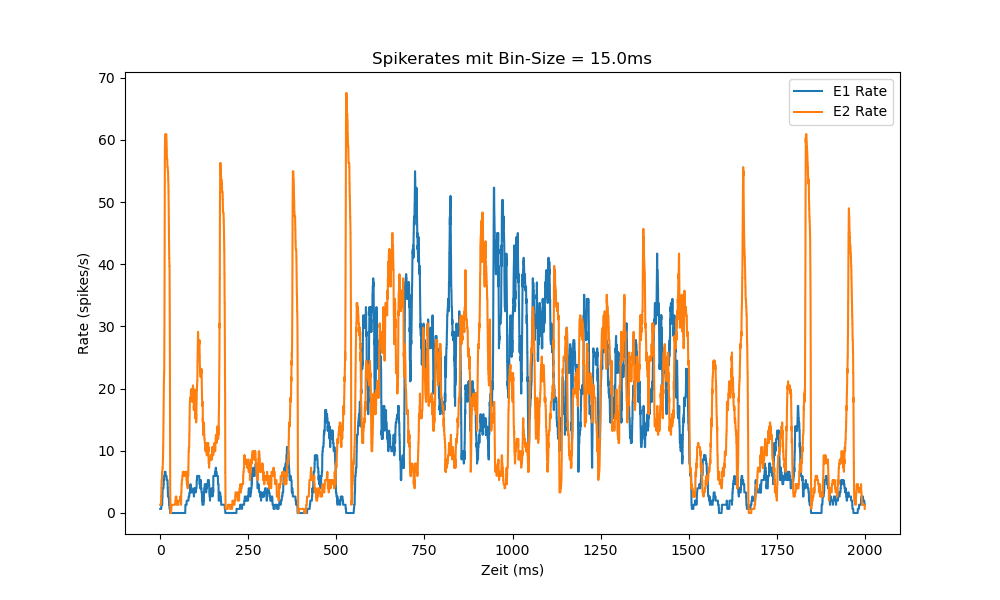 Spikerates mit Bin-Size = 15.0ms
E1 Rate
E2 Rate
Rate (spikes/s)
70
60
50
40
30
20
10
0
0 250 500 750 1000 1250 1500 1750 2000
Zeit (ms)